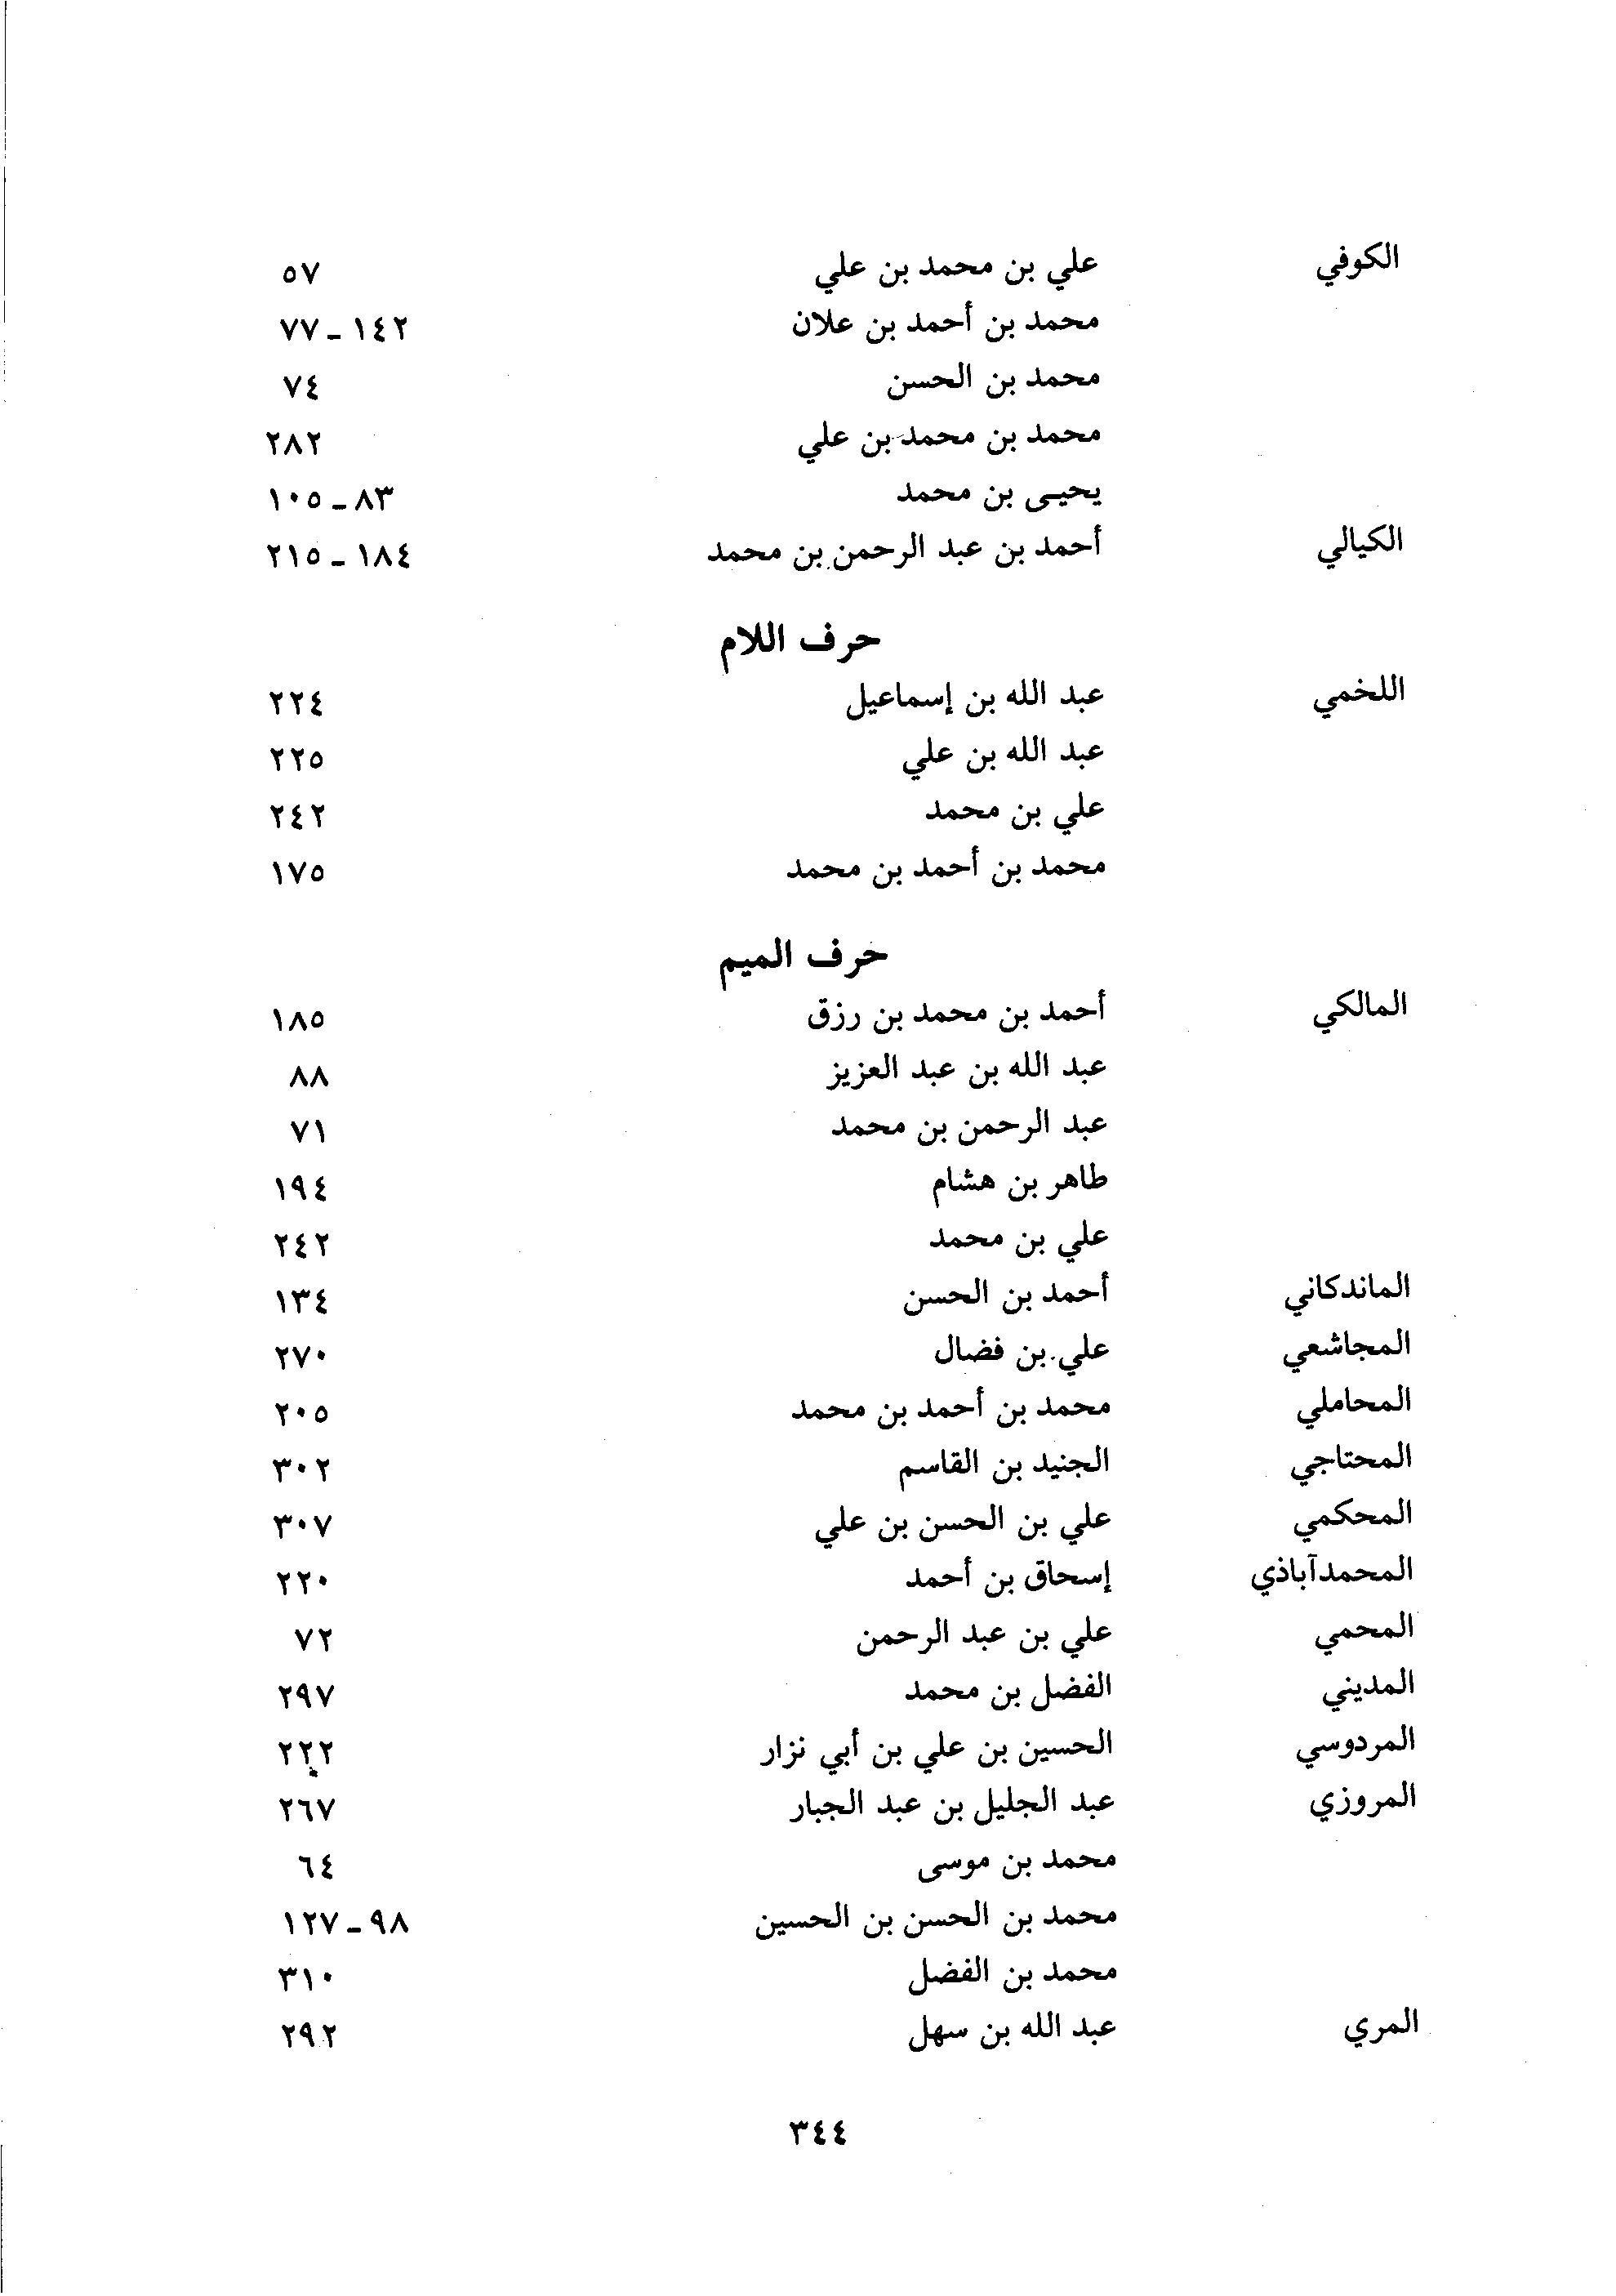 الكوفي علي بن محمد بن علي ٥٧
محمد بن أحمد بن علان ٧٧ - ١٤٢
محمد بن الحسن ٧٤
محمد بن محمد بن علي ٢٨٢
يحيى بن محمد ٨٣ - ١٠٥
الكيالي أحمد بن عبد الرحمن بن محمد ١٨٤ - ٢١٥
حرف اللام
اللخمي عبد الله بن إسماعيل ٢٢٤
عبد الله بن علي ٢٢٥
علي بن محمد ٢٤٢
محمد بن أحمد بن محمد ١٧٥
حرف الميم
المالكي أحمد بن محمد بن رزق ١٨٥
عبد الله بن عبد العزيز ٨٨
عبد الرحمن بن محمد ٧١
طاهر بن هشام ١٩٤
علي بن محمد ٢٤٢
الماندكاني أحمد بن الحسن ١٣٤
المجاشعي علي بن فضال ٢٧٠
المحاملي محمد بن أحمد بن محمد ٢٠٥
المحتاجي الجنيد بن القاسم ٣٠٢
المحكمي علي بن الحسن بن علي ٣٠٧
المحمدآباذي إسحاق بن أحمد ٢٢٠
المحمي علي بن عبد الرحمن ٧٢
المديني الفضل بن محمد ٢٩٧
المردوسي الحسين بن علي بن أبي نزار ٢٢٢
المروزي عبد الجليل بن عبد الجبار ٢٦٧
محمد بن موسى ٦٤
محمد بن الحسن بن الحسين ٩٨ - ١٢٧
محمد بن الفضل ٣١٠
المري عبد الله بن سهل ٢٩٢
٣٤٤